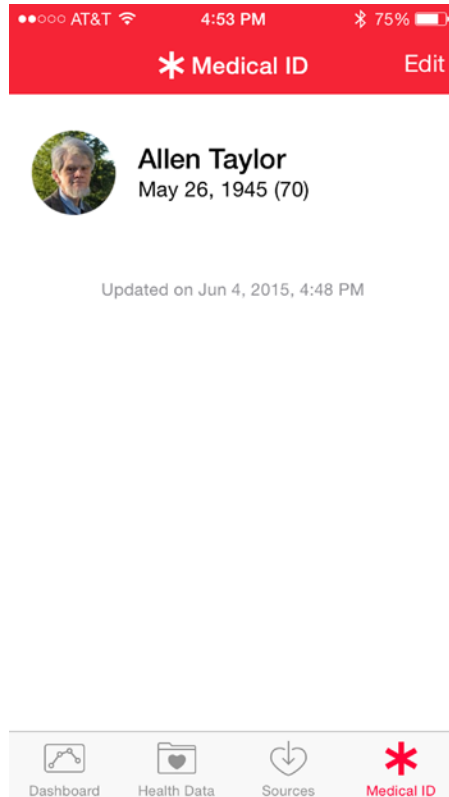 AT&T 4:53 PM 75%
Medical ID Edit
Allen Taylor
May 26, 1945 (70)
Updated on Jun 4, 2015, 4:48 PM
Dashboard Health Data Sources Medical ID